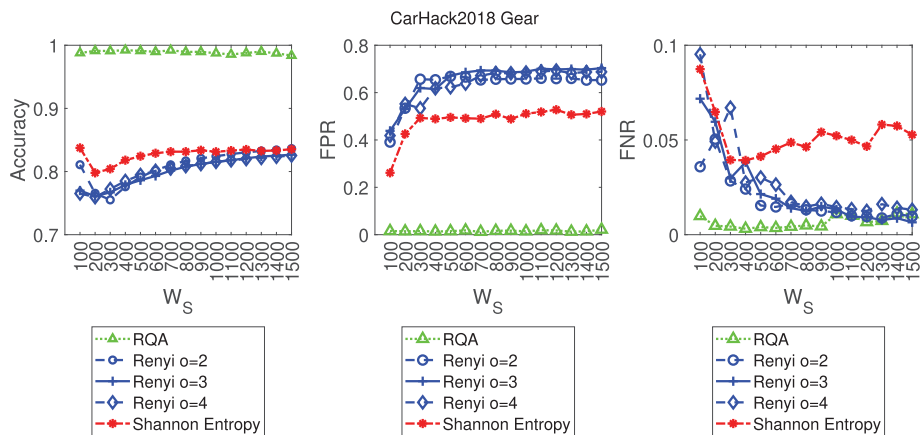 CarHack2018 Gear
Accuracy
1
0.9
0.8
0.7
100
200
300
400
500
600
700
800
900
1000
1100
1200
1300
1400
1500
W_S
RQA
Renyi o=2
Renyi o=3
Renyi o=4
Shannon Entropy
FPR
0.8
0.6
0.4
0.2
0
100
200
300
400
500
600
700
800
900
1000
1100
1200
1300
1400
1500
W_S
RQA
Renyi o=2
Renyi o=3
Renyi o=4
Shannon Entropy
FNR
0.1
0.05
0
100
200
300
400
500
600
700
800
900
1000
1100
1200
1300
1400
1500
W_S
RQA
Renyi o=2
Renyi o=3
Renyi o=4
Shannon Entropy